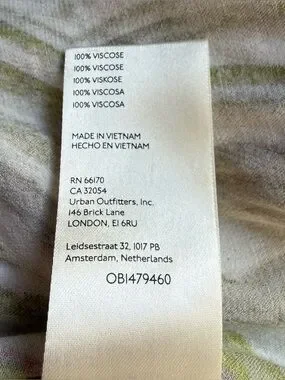 100% VISCOSE
100% VISCOSE
100% VISKOSE
100% VISCOSA
100% VISCOSA
MADE IN VIETNAM
HECHO EN VIETNAM
RN 66170
CA 32054
Urban Outfitters, Inc.
146 Brick Lane
LONDON, E1 6RU
Leidsestraat 32, 1017 PB
Amsterdam, Netherlands
OB1479460